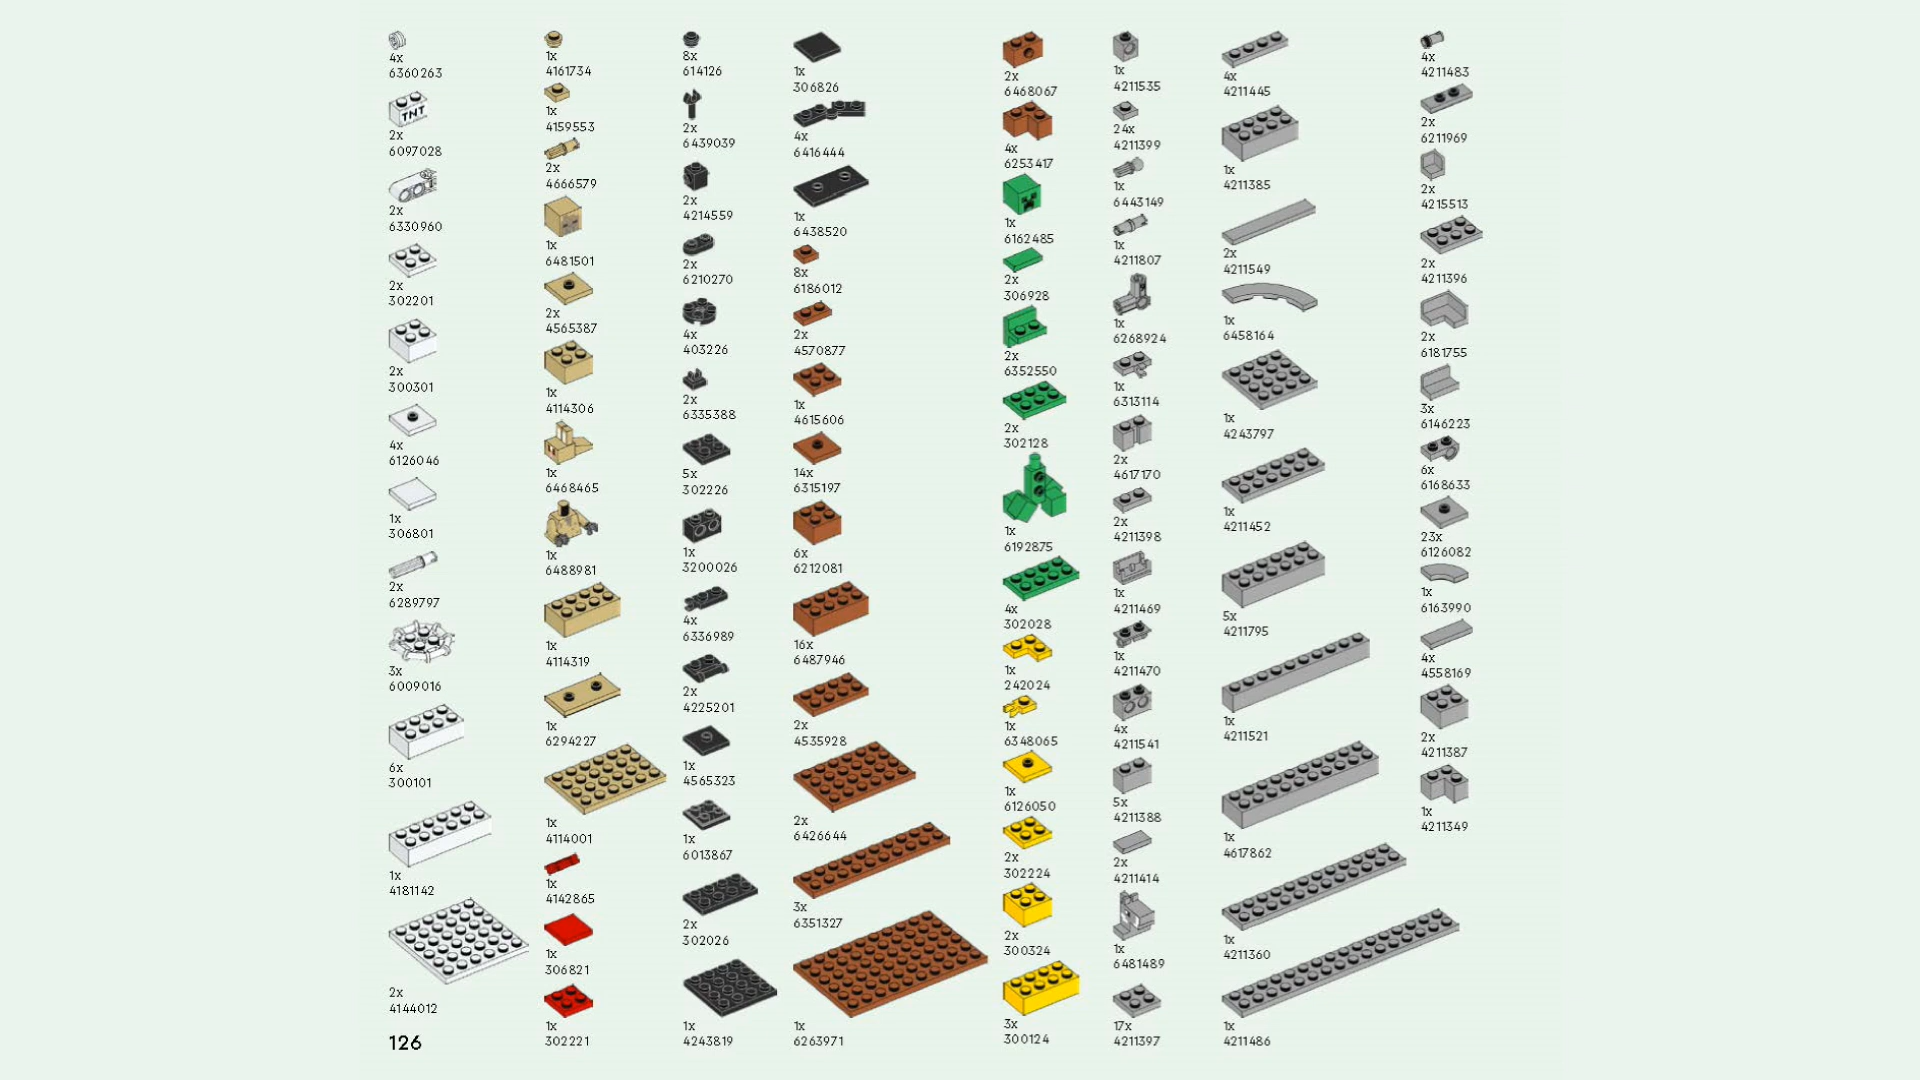 4x
6360263
TNT
2x
6097028
2x
6330960
2x
302201
2x
300301
4x
6126046
1x
306801
2x
6289797
3x
6009016
6x
300101
1x
4181142
2x
4144012
126
1x
4161734
1x
4159553
2x
4666579
1x
6481501
2x
4565387
1x
4114306
1x
6468465
1x
6488981
1x
4114319
1x
6294227
1x
4114001
1x
4142865
1x
306821
1x
302221
8x
614126
2x
6439039
2x
4214559
2x
6210270
4x
403226
2x
6335388
5x
302226
1x
3200026
4x
6336989
2x
4225201
1x
4565323
1x
6013867
2x
302026
1x
4243819
1x
306826
4x
6416444
1x
6438520
8x
6186012
2x
4570877
1x
4615606
14x
6315197
6x
6212081
16x
6487946
2x
4535928
2x
6426644
3x
6351327
1x
6263971
2x
6468067
4x
6253417
1x
6162485
2x
306928
2x
6352550
2x
302128
1x
6192875
4x
302028
1x
242024
1x
6348065
1x
6126050
2x
302224
2x
300324
3x
300124
1x
4211535
24x
4211399
1x
6443149
1x
4211807
1x
6268924
1x
6313114
2x
4617170
2x
4211398
1x
4211469
1x
4211470
4x
4211541
5x
4211388
2x
4211414
1x
6481489
17x
4211397
4x
4211445
1x
4211385
2x
4211549
1x
6458164
1x
4243797
1x
4211452
5x
4211795
1x
4211521
1x
4617862
1x
4211360
1x
4211486
4x
4211483
2x
6211969
2x
4215513
2x
4211396
2x
6181755
3x
6146223
6x
6168633
23x
6126082
1x
6163990
4x
4558169
2x
4211387
1x
4211349